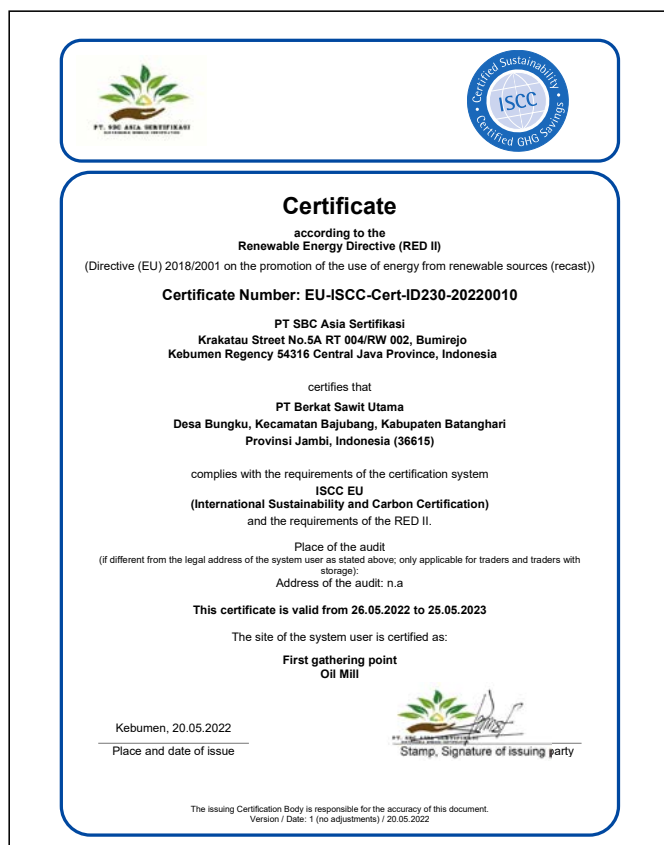 PT. SBC ASIA SERTIFIKASI
Certified Sustainability
ISCC
Certified GHG Savings
Certificate
according to the
Renewable Energy Directive (RED II)
(Directive (EU) 2018/2001 on the promotion of the use of energy from renewable sources (recast))
Certificate Number: EU-ISCC-Cert-ID230-20220010
PT SBC Asia Sertifikasi
Krakatau Street No.5A RT 004/RW 002, Bumirejo
Kebumen Regency 54316 Central Java Province, Indonesia
certifies that
PT Berkat Sawit Utama
Desa Bungku, Kecamatan Bajubang, Kabupaten Batanghari
Provinsi Jambi, Indonesia (36615)
complies with the requirements of the certification system
ISCC EU
(International Sustainability and Carbon Certification)
and the requirements of the RED II.
Place of the audit
(if different from the legal address of the system user as stated above; only applicable for traders and traders with
storage):
Address of the audit: n.a
This certificate is valid from 26.05.2022 to 25.05.2023
The site of the system user is certified as:
First gathering point
Oil Mill
Kebumen, 20.05.2022
Place and date of issue
PT. SBC ASIA SERTIFIKASI
Stamp, Signature of issuing party
The issuing Certification Body is responsible for the accuracy of this document.
Version / Date: 1 (no adjustments) / 20.05.2022